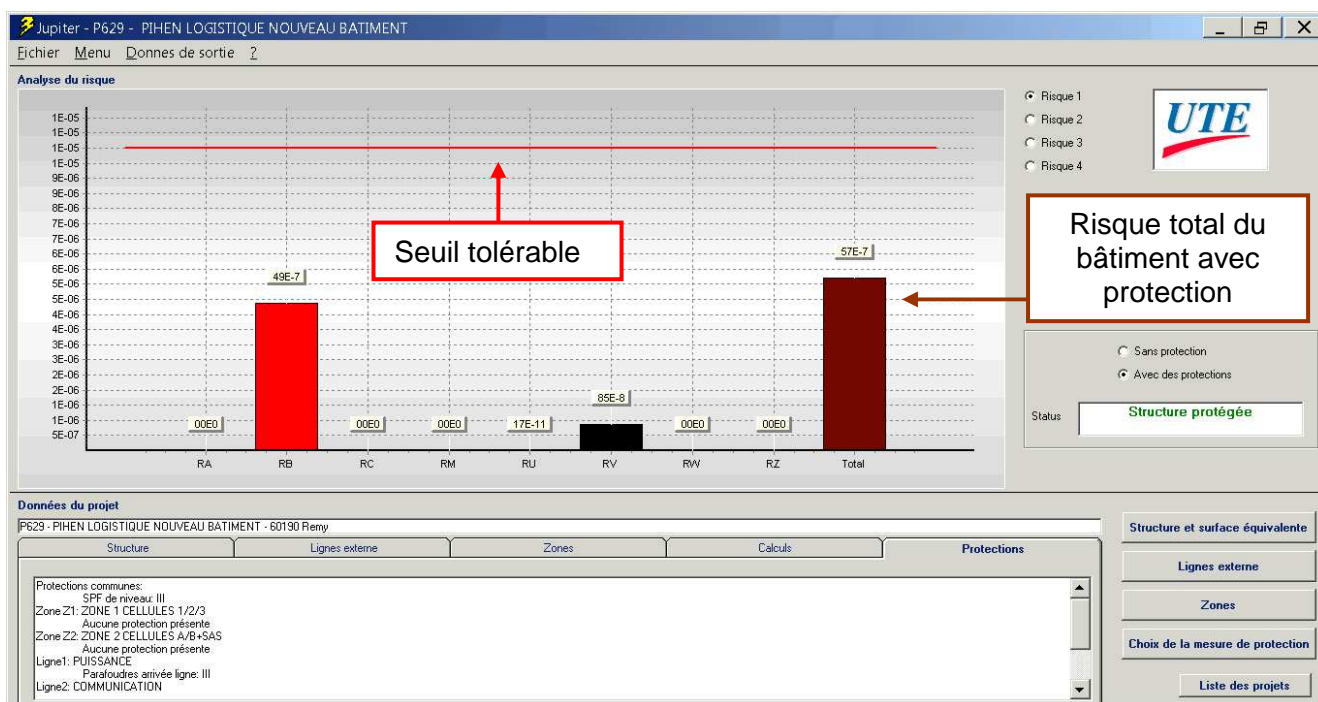 Jupiter - P629 - PIHEN LOGISTIQUE NOUVEAU BATIMENT
Fichier Menu Donnes de sortie ?
Analyse du risque
1E-05
1E-05
1E-05
1E-05
9E-06
9E-06
8E-06
7E-06
7E-06
6E-06
6E-06
5E-06
5E-06
4E-06
4E-06
3E-06
3E-06
2E-06
2E-06
1E-06
1E-06
5E-07
Seuil tolérable
00E0
49E-7
00E0
00E0
17E-11
85E-8
00E0
00E0
57E-7
RA RB RC RM RU RV RW RZ Total
Risque 1
Risque 2
Risque 3
Risque 4
UTE
Risque total du
bâtiment avec
protection
Sans protection
Avec des protections
Status Structure protégée
Données du projet
P629 - PIHEN LOGISTIQUE NOUVEAU BATIMENT - 60190 Remy
Structure Lignes externe Zones Calculs Protections
Protections communes:
SPF de niveau: III
Zone Z1: ZONE 1 CELLULES 1/2/3
Aucune protection présente
Zone Z2: ZONE 2 CELLULES A/B+SAS
Aucune protection présente
Ligne1: PUISSANCE
Parafoudres arrivée ligne: III
Ligne2: COMMUNICATION
Structure et surface équivalente
Lignes externe
Zones
Choix de la mesure de protection
Liste des projets